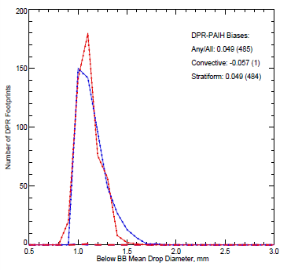 200
150
100
50
0
Number of DPR Footprints
DPR-PAIH Biases:
Any/All: 0.049 (485)
Convective: -0.057 (1)
Stratiform: 0.049 (484)
0.5 1.0 1.5 2.0 2.5 3.0
Below BB Mean Drop Diameter, mm